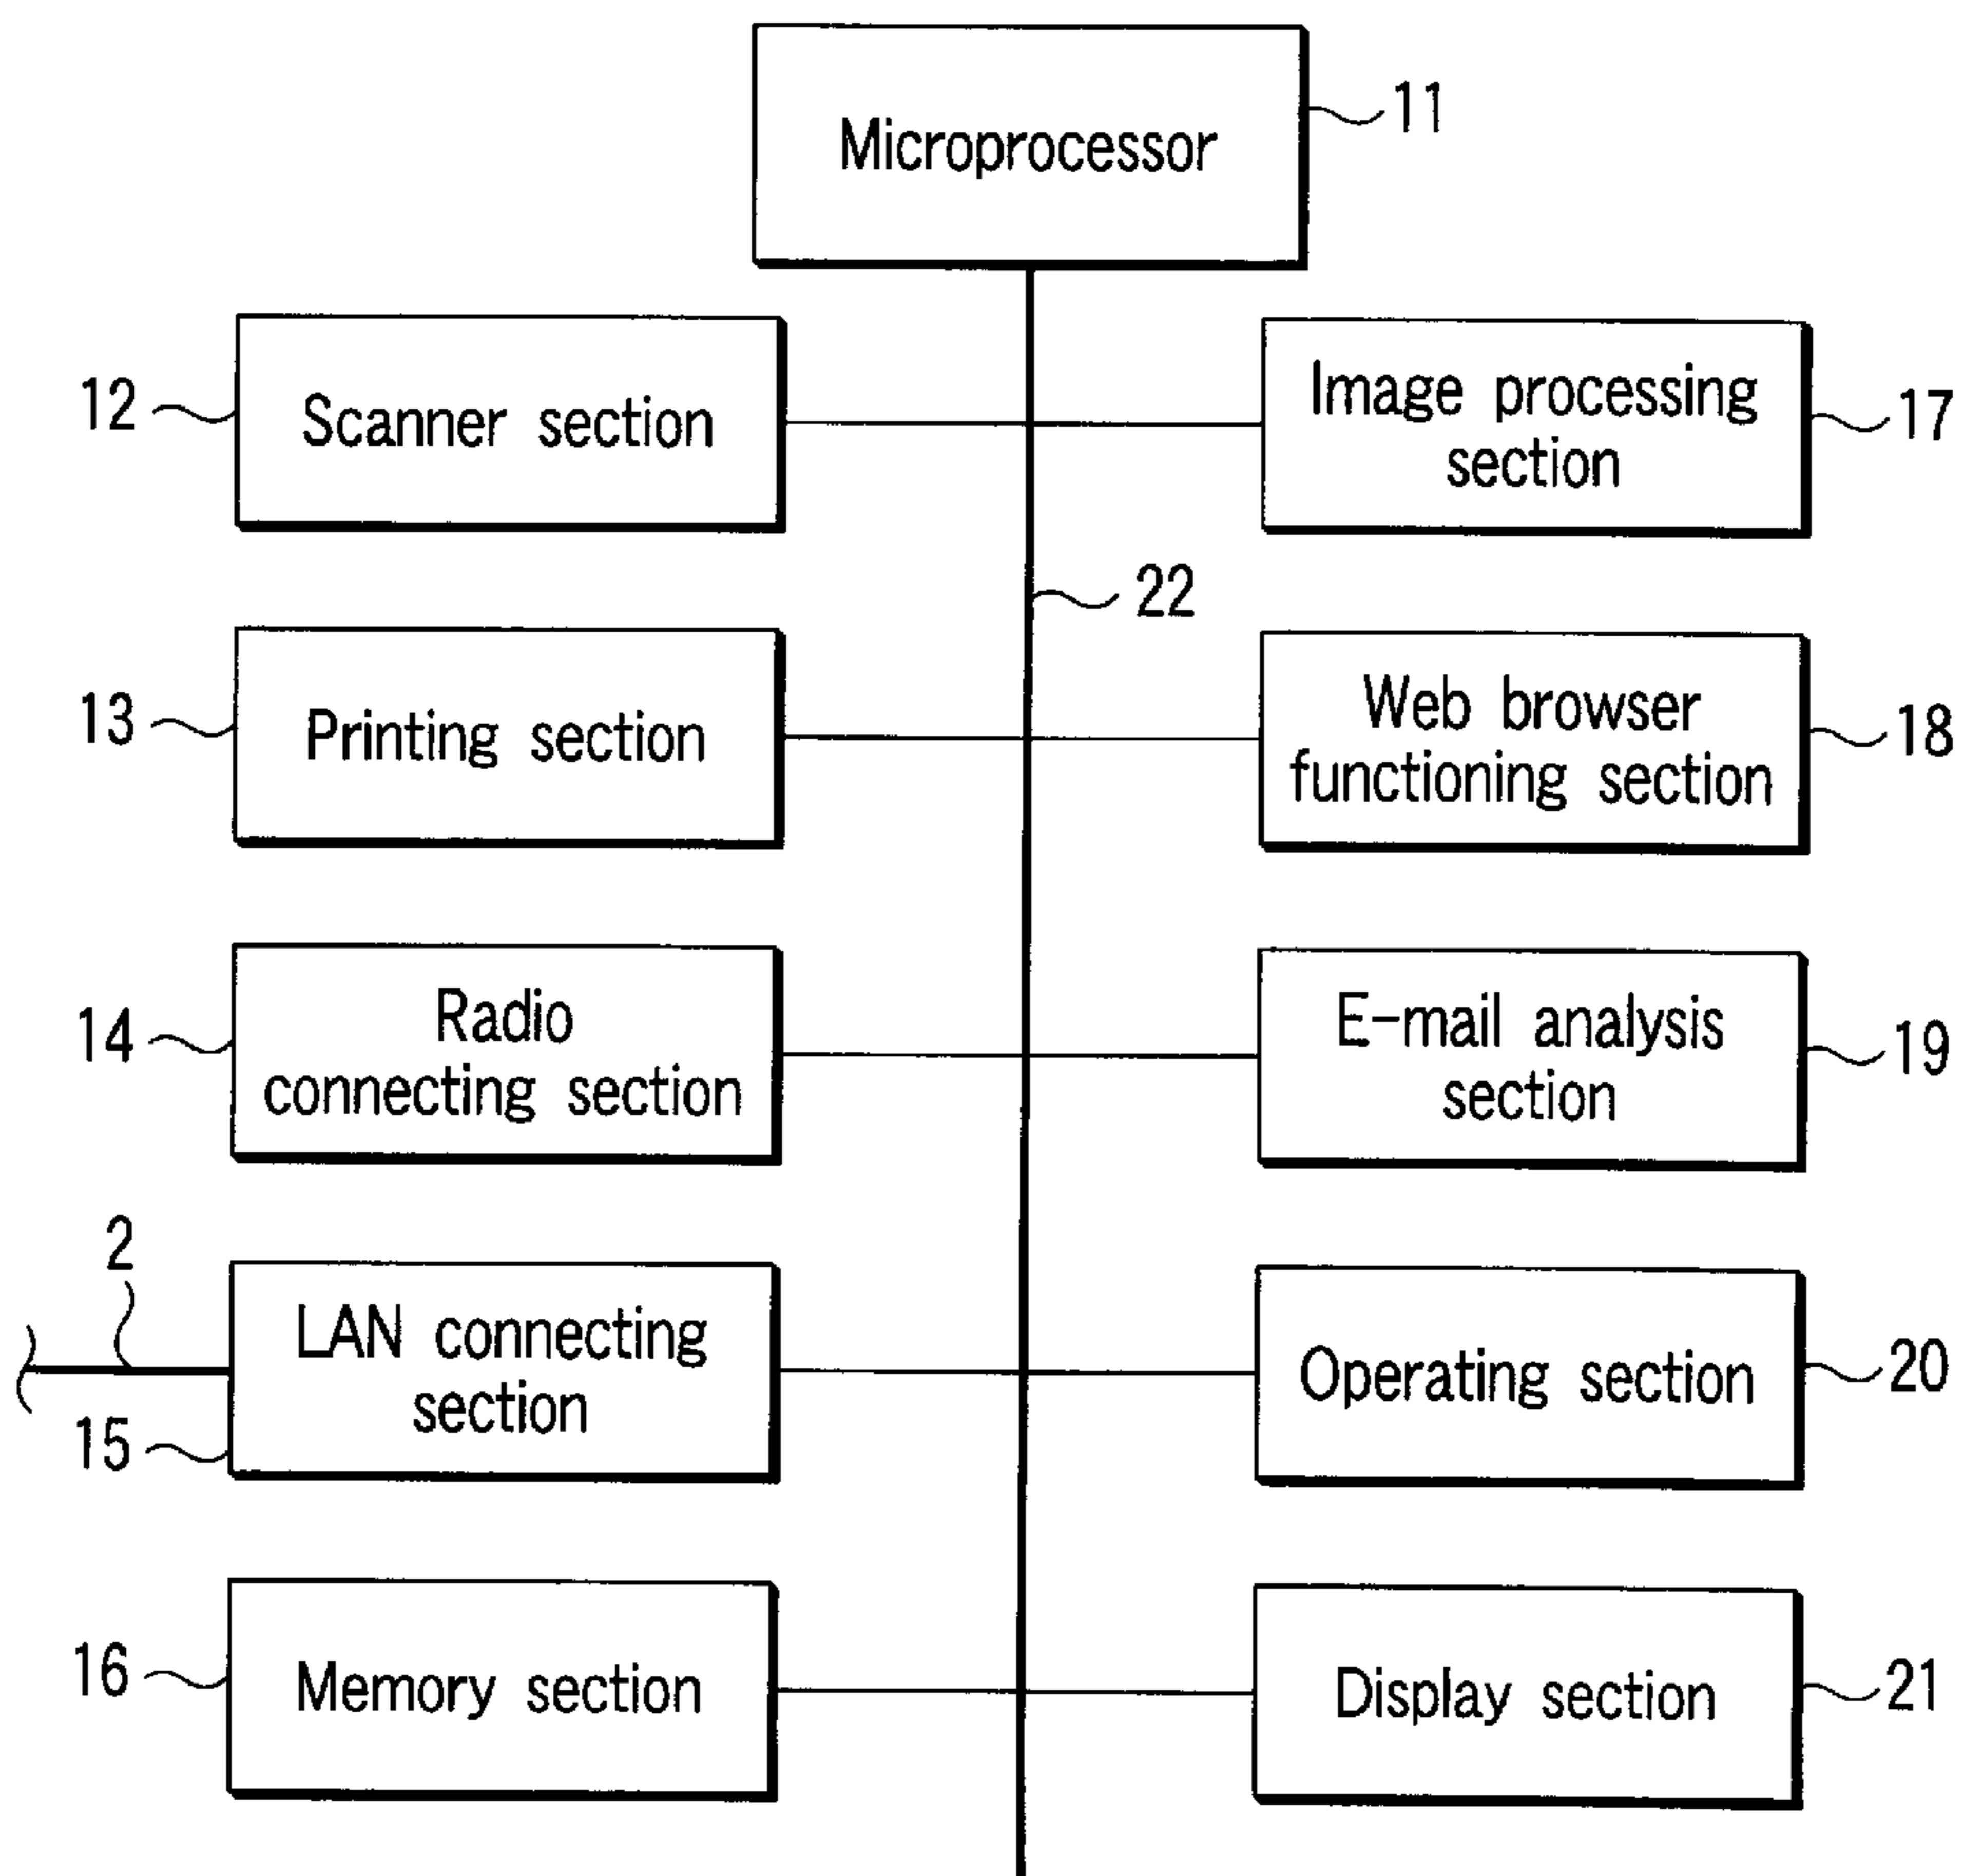 Microprocessor
11
12
Scanner section
Image processing
section
17
22
13
Printing section
Web browser
functioning section
18
14
Radio
connecting section
E-mail analysis
section
19
2
15
LAN connecting
section
Operating section
20
16
Memory section
Display section
21